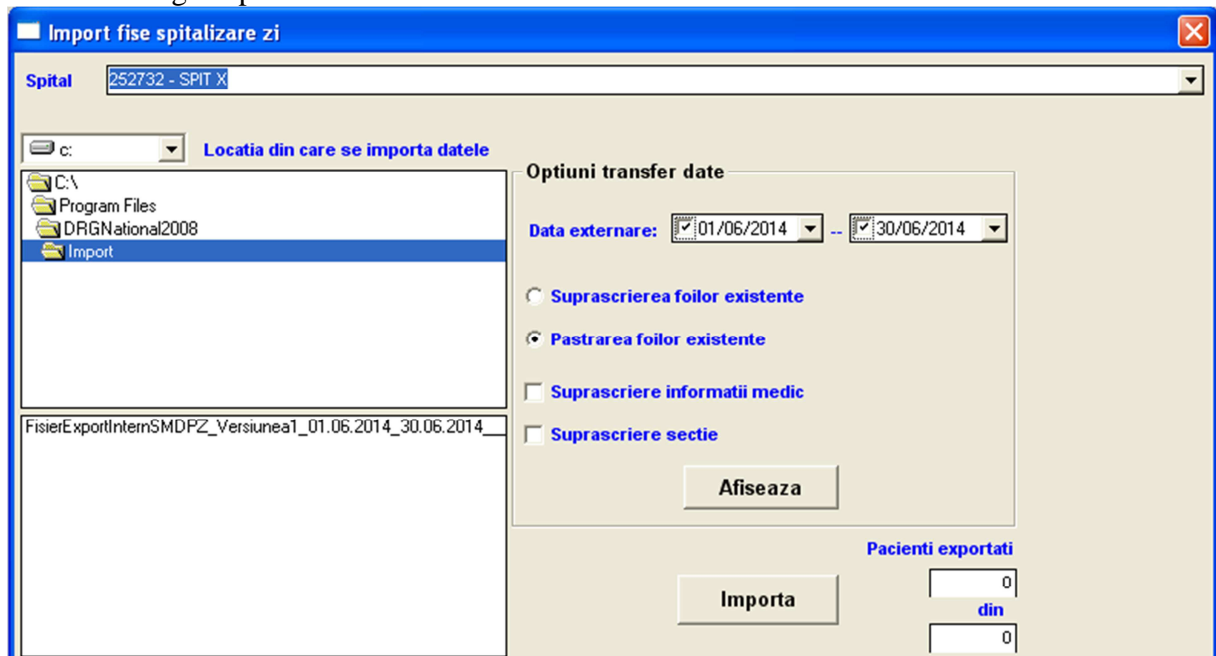 Import fise spitalizare zi
Spital 252732 - SPIT X
c: Locatia din care se importa datele
C:\
Program Files
DRGNational2008
Import
FisierExportInternSMDPZ_Versiunea1_01.06.2014_30.06.2014__
Optiuni transfer date
Data externare: 01/06/2014 -- 30/06/2014
Suprascrierea foilor existente
Pastrarea foilor existente
Suprascriere informatii medic
Suprascriere sectie
Afiseaza
Pacienti exportati
0
Importa
din
0